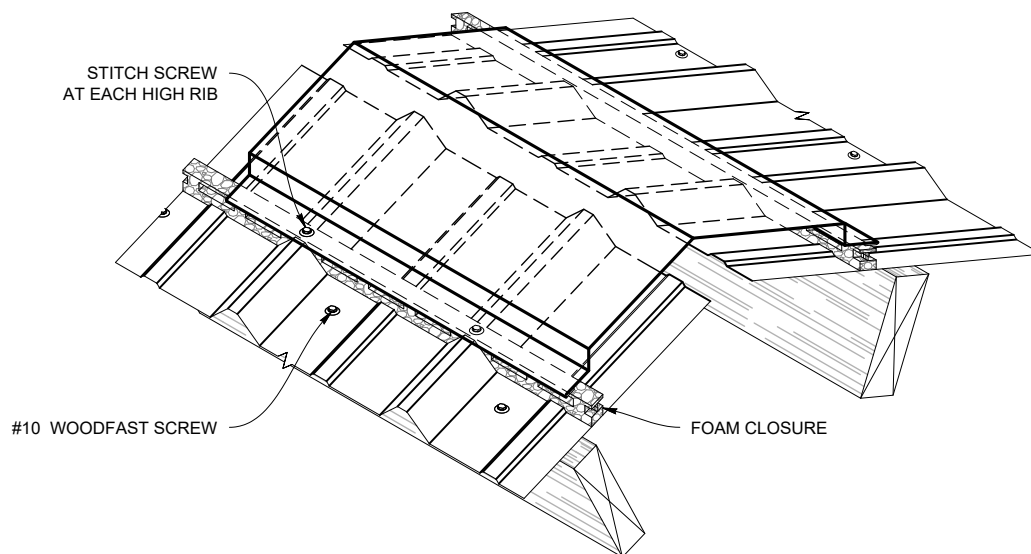 STITCH SCREW
AT EACH HIGH RIB
#10 WOODFAST SCREW
FOAM CLOSURE